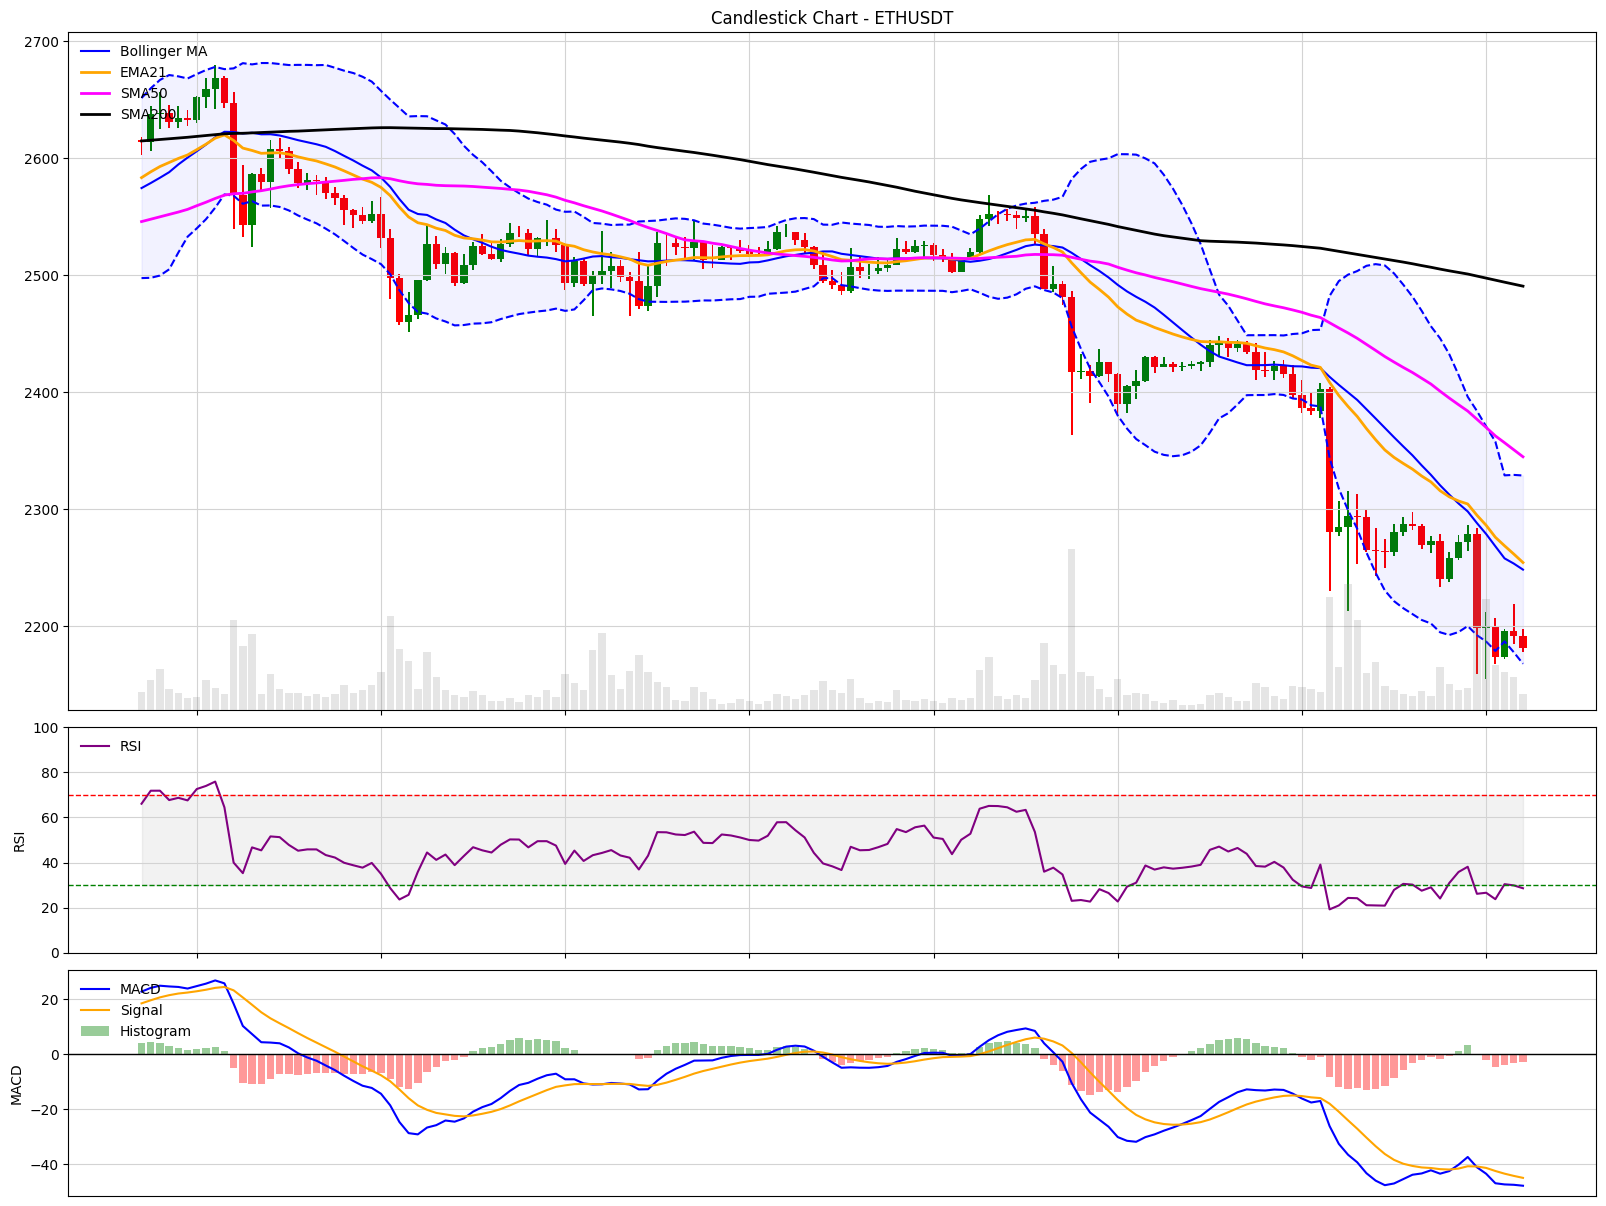 Candlestick Chart - ETHUSDT
2700
Bollinger MA
EMA21
SMA50
SMA200
2600
2500
2400
2300
2200
100
RSI
80
60
RSI
40
20
0
MACD
20
Signal
Histogram
0
MACD
−20
−40